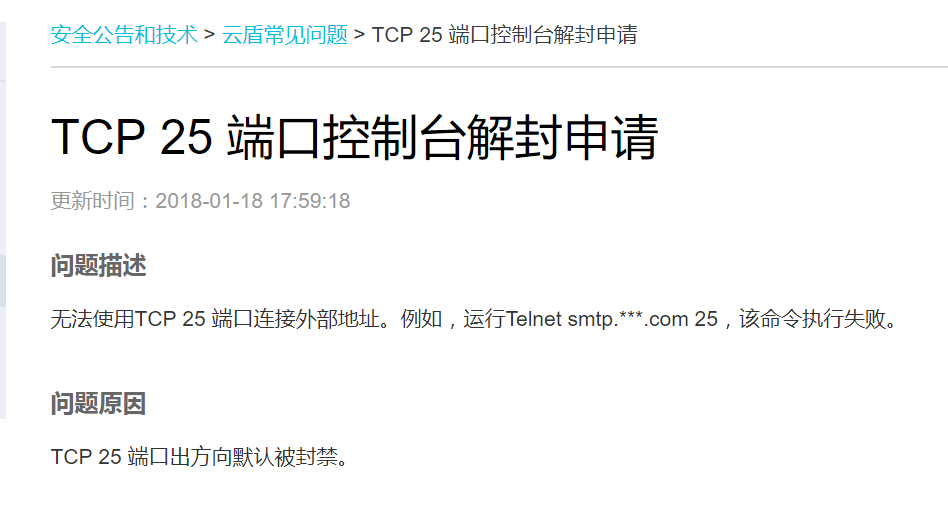 安全公告和技术 > 云盾常见问题 > TCP 25 端口控制台解封申请
TCP 25 端口控制台解封申请
更新时间：2018-01-18 17:59:18
问题描述
无法使用TCP 25 端口连接外部地址。例如，运行Telnet smtp.***.com 25，该命令执行失败。
问题原因
TCP 25 端口出方向默认被封禁。